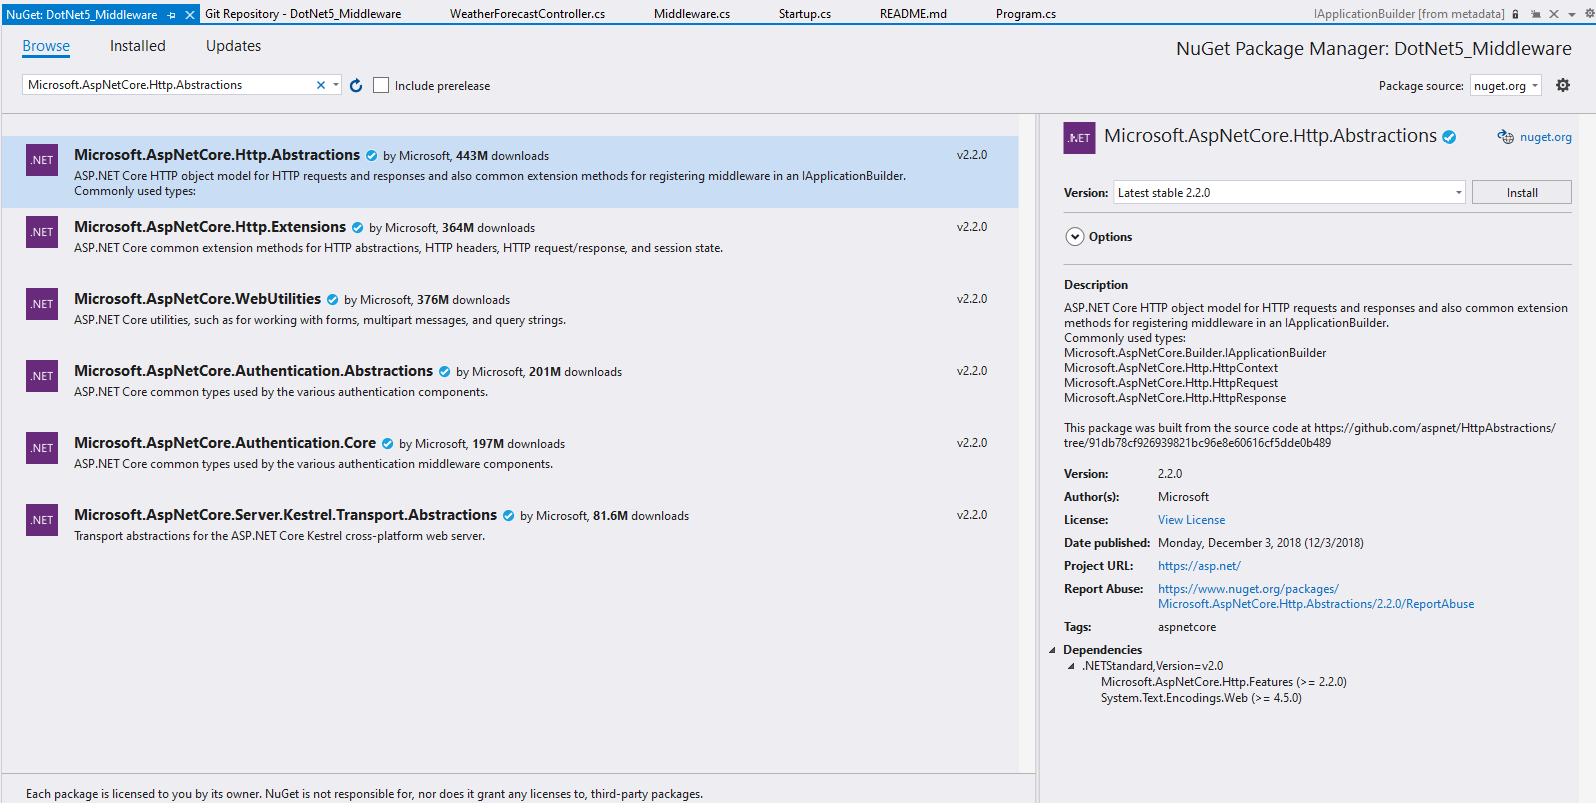 NuGet: DotNet5_Middleware
Git Repository - DotNet5_Middleware
WeatherForecastController.cs
Middleware.cs
Startup.cs
README.md
Program.cs
IApplicationBuilder [from metadata]
Browse
Installed
Updates
NuGet Package Manager: DotNet5_Middleware
Microsoft.AspNetCore.Http.Abstractions
Include prerelease
Package source: nuget.org
.NET
Microsoft.AspNetCore.Http.Abstractions by Microsoft, 443M downloads
v2.2.0
ASP.NET Core HTTP object model for HTTP requests and responses and also common extension methods for registering middleware in an IApplicationBuilder.
Commonly used types:
.NET
Microsoft.AspNetCore.Http.Extensions by Microsoft, 364M downloads
v2.2.0
ASP.NET Core common extension methods for HTTP abstractions, HTTP headers, HTTP request/response, and session state.
.NET
Microsoft.AspNetCore.WebUtilities by Microsoft, 376M downloads
v2.2.0
ASP.NET Core utilities, such as for working with forms, multipart messages, and query strings.
.NET
Microsoft.AspNetCore.Authentication.Abstractions by Microsoft, 201M downloads
v2.2.0
ASP.NET Core common types used by the various authentication components.
.NET
Microsoft.AspNetCore.Authentication.Core by Microsoft, 197M downloads
v2.2.0
ASP.NET Core common types used by the various authentication middleware components.
.NET
Microsoft.AspNetCore.Server.Kestrel.Transport.Abstractions by Microsoft, 81.6M downloads
v2.2.0
Transport abstractions for the ASP.NET Core Kestrel cross-platform web server.
Each package is licensed to you by its owner. NuGet is not responsible for, nor does it grant any licenses to, third-party packages.
.NET
Microsoft.AspNetCore.Http.Abstractions
nuget.org
Version: Latest stable 2.2.0
Install
Options
Description
ASP.NET Core HTTP object model for HTTP requests and responses and also common extension
methods for registering middleware in an IApplicationBuilder.
Commonly used types:
Microsoft.AspNetCore.Builder.IApplicationBuilder
Microsoft.AspNetCore.Http.HttpContext
Microsoft.AspNetCore.Http.HttpRequest
Microsoft.AspNetCore.Http.HttpResponse
This package was built from the source code at https://github.com/aspnet/HttpAbstractions/
tree/91db78cf926939821bc96e8e60616cf5dde0b489
Version: 2.2.0
Author(s): Microsoft
License: View License
Date published: Monday, December 3, 2018 (12/3/2018)
Project URL: https://asp.net/
Report Abuse: https://www.nuget.org/packages/
Microsoft.AspNetCore.Http.Abstractions/2.2.0/ReportAbuse
Tags: aspnetcore
Dependencies
.NETStandard,Version=v2.0
Microsoft.AspNetCore.Http.Features (>= 2.2.0)
System.Text.Encodings.Web (>= 4.5.0)